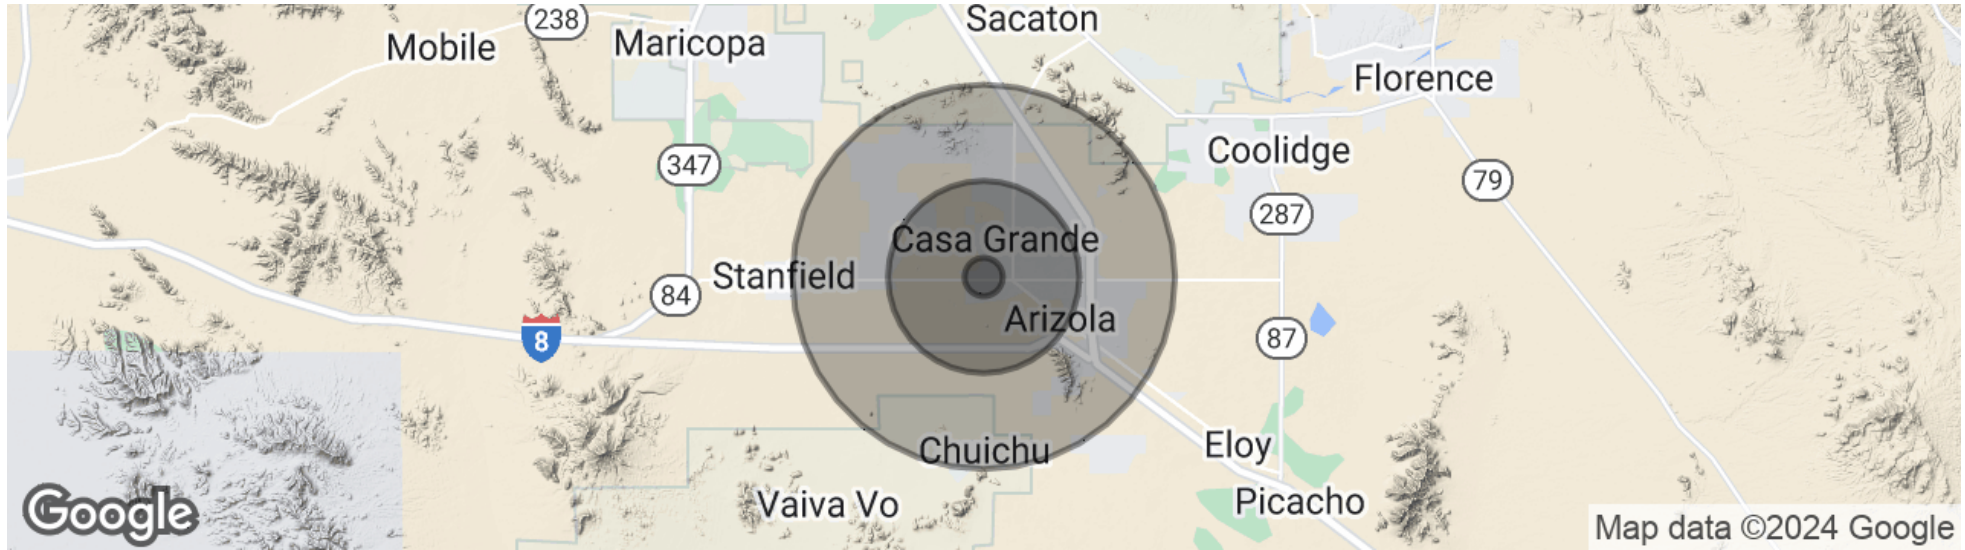 Sacaton
238
Mobile
Maricopa
Florence
Coolidge
347
79
287
Casa Grande
Stanfield
84
Arizola
8
87
Eloy
Chuichu
Vaiva Vo
Picacho
Google
Map data ©2024 Google